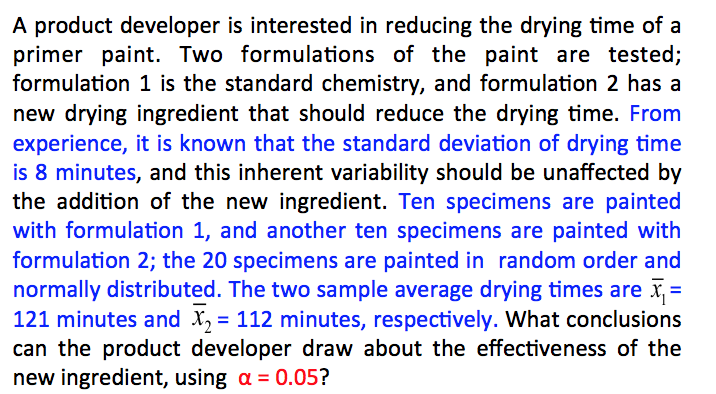 A product developer is interested in reducing the drying time of a
primer paint. Two formulations of the paint are tested;
formulation 1 is the standard chemistry, and formulation 2 has a
new drying ingredient that should reduce the drying time. From
experience, it is known that the standard deviation of drying time
is 8 minutes, and this inherent variability should be unaffected by
the addition of the new ingredient. Ten specimens are painted
with formulation 1, and another ten specimens are painted with
formulation 2; the 20 specimens are painted in random order and
normally distributed. The two sample average drying times are x̅₁ =
121 minutes and x̅₂ = 112 minutes, respectively. What conclusions
can the product developer draw about the effectiveness of the
new ingredient, using α = 0.05?